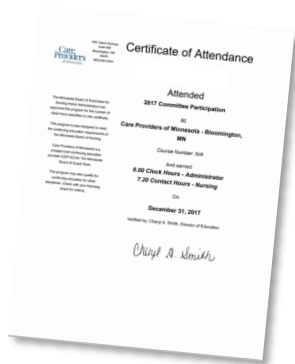 Care
Providers
of Minnesota
Certificate of Attendance
Attended
2017 Committee Participation
At
Care Providers of Minnesota - Bloomington,
MN
Course Number: N/A
And earned
6.00 Clock Hours - Administrator
7.20 Contact Hours - Nursing
On
December 31, 2017
Verified by: Cheryl A. Smith, Director of Education
Cheryl A. Smith
The Minnesota Board of Examiners for
Nursing Home Administrators has
approved this program for the number of
clock hours specified on this certificate.
This program is also designed to meet
the continuing education requirements of
the Minnesota Board of Nursing.
Care Providers of Minnesota is a
preapproved continuing education
provider for The Minnesota
Board of Social Work.
This program may also qualify for
continuing education for other
disciplines. Check with your licensing
board for details.